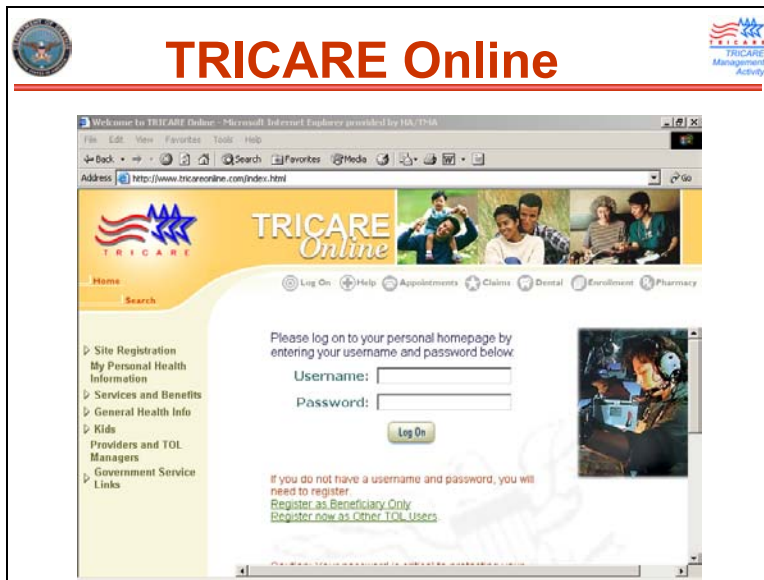 TRICARE Online
TRICARE
Management
Activity
Welcome to TRICARE Online - Microsoft Internet Explorer provided by HA/TMA
File Edit View Favorites Tools Help
Back Search Favorites Media
Address http://www.tricareonline.com/index.html Go
TRICARE
TRICARE
Online
Home
Search
Log On Help Appointments Claims Dental Enrollment Pharmacy
Site Registration
My Personal Health
Information
Services and Benefits
General Health Info
Kids
Providers and TOL
Managers
Government Service
Links
Please log on to your personal homepage by
entering your username and password below.
Username:
Password:
Log On
If you do not have a username and password, you will
need to register.
Register as Beneficiary Only
Register now as Other TOL Users